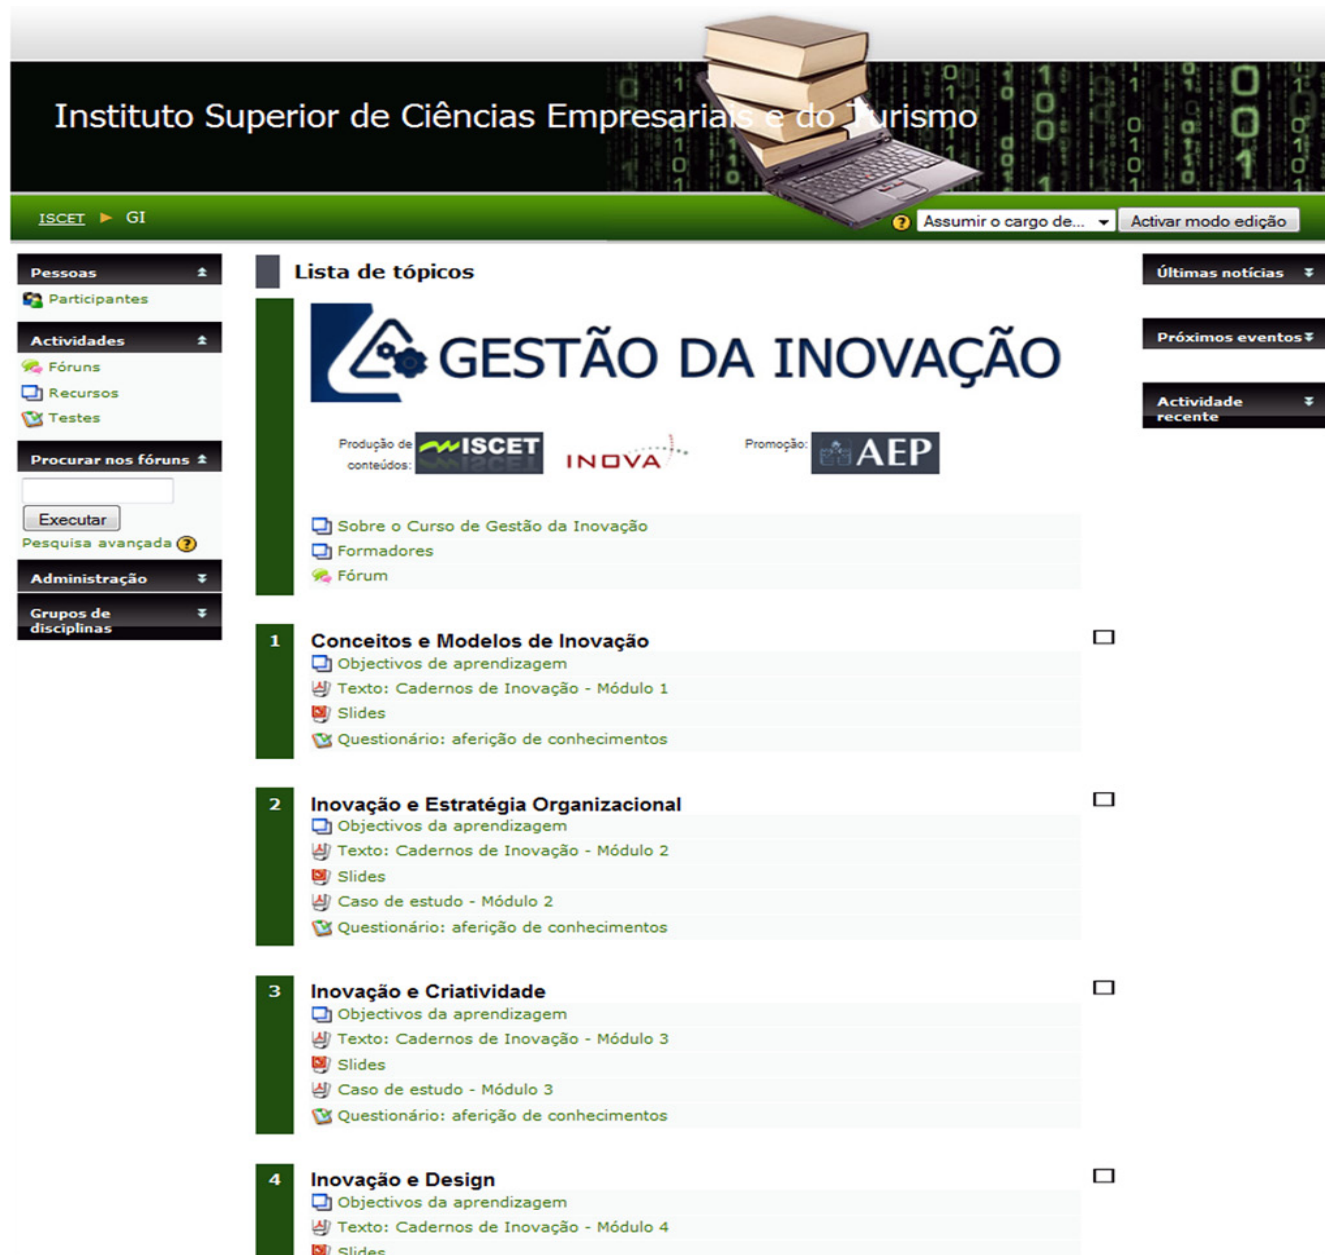 Instituto Superior de Ciências Empresariais e do Turismo
ISCET ► GI
Assumir o cargo de...
Activar modo edição
Pessoas
Participantes
Actividades
Fóruns
Recursos
Testes
Procurar nos fóruns
Executar
Pesquisa avançada
Administração
Grupos de
disciplinas
Lista de tópicos
GESTÃO DA INOVAÇÃO
Produção de
conteúdos:
ISCET
INOVA
Promoção:
AEP
Sobre o Curso de Gestão da Inovação
Formadores
Fórum
1 Conceitos e Modelos de Inovação
Objectivos de aprendizagem
Texto: Cadernos de Inovação - Módulo 1
Slides
Questionário: aferição de conhecimentos
2 Inovação e Estratégia Organizacional
Objectivos da aprendizagem
Texto: Cadernos de Inovação - Módulo 2
Slides
Caso de estudo - Módulo 2
Questionário: aferição de conhecimentos
3 Inovação e Criatividade
Objectivos da aprendizagem
Texto: Cadernos de Inovação - Módulo 3
Slides
Caso de estudo - Módulo 3
Questionário: aferição de conhecimentos
4 Inovação e Design
Objectivos da aprendizagem
Texto: Cadernos de Inovação - Módulo 4
Slides
Últimas notícias
Próximos eventos
Actividade
recente